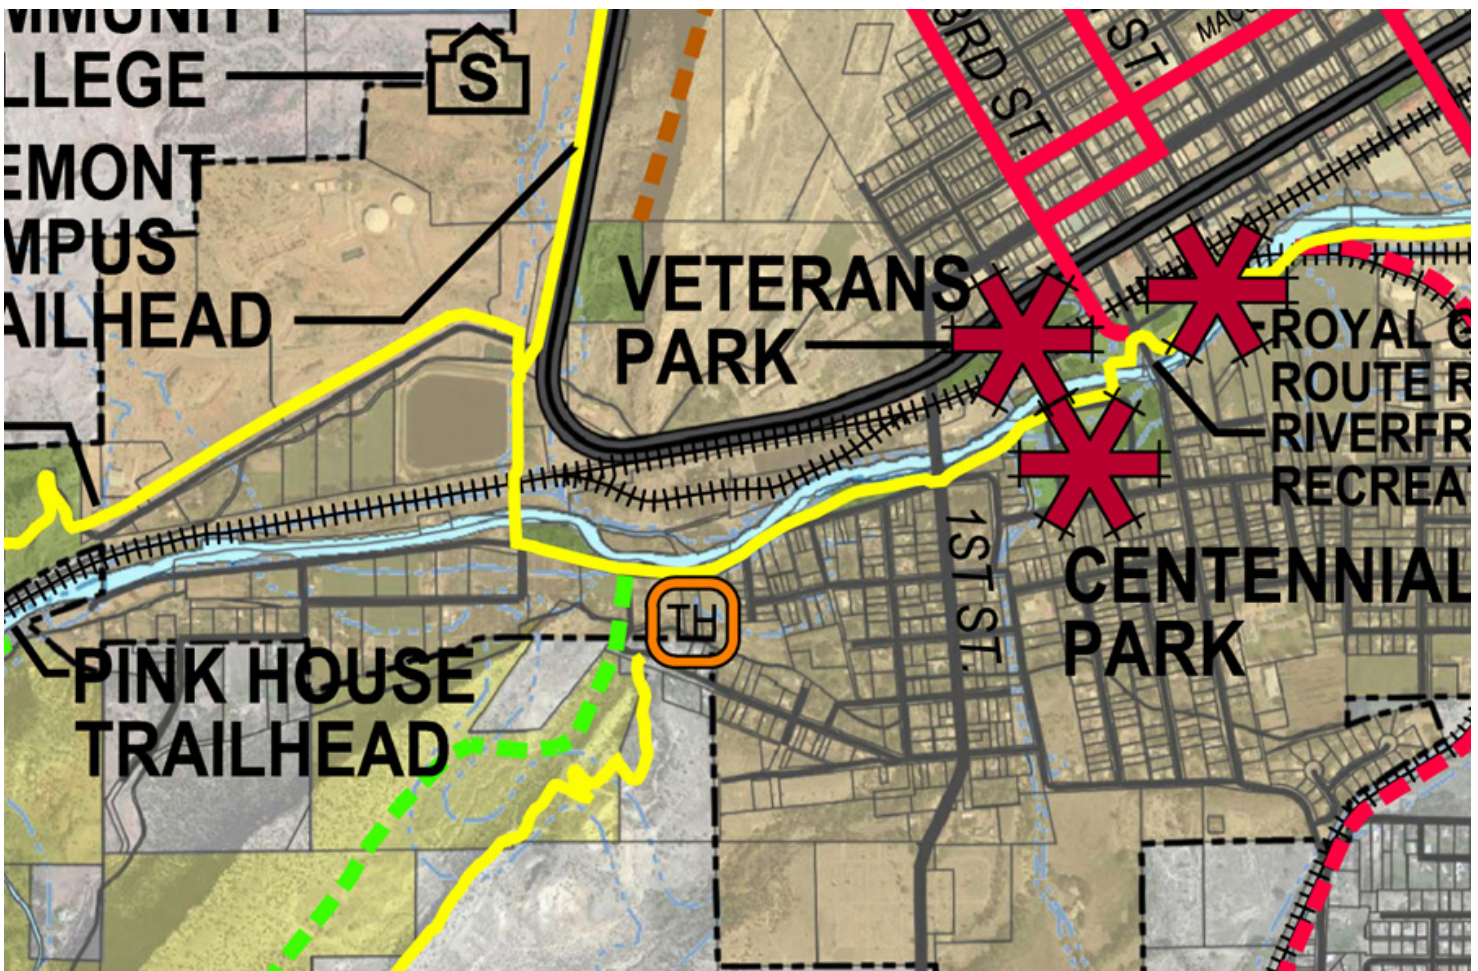 MMUNITY
LLEGE
S
EMONT
MPUS
AILHEAD
3RD ST.
ST.
VETERANS
PARK
ROYAL
ROUTE R
RIVERFR
RECREA
1ST ST.
CENTENNIAL
PARK
TH
PINK HOUSE
TRAILHEAD